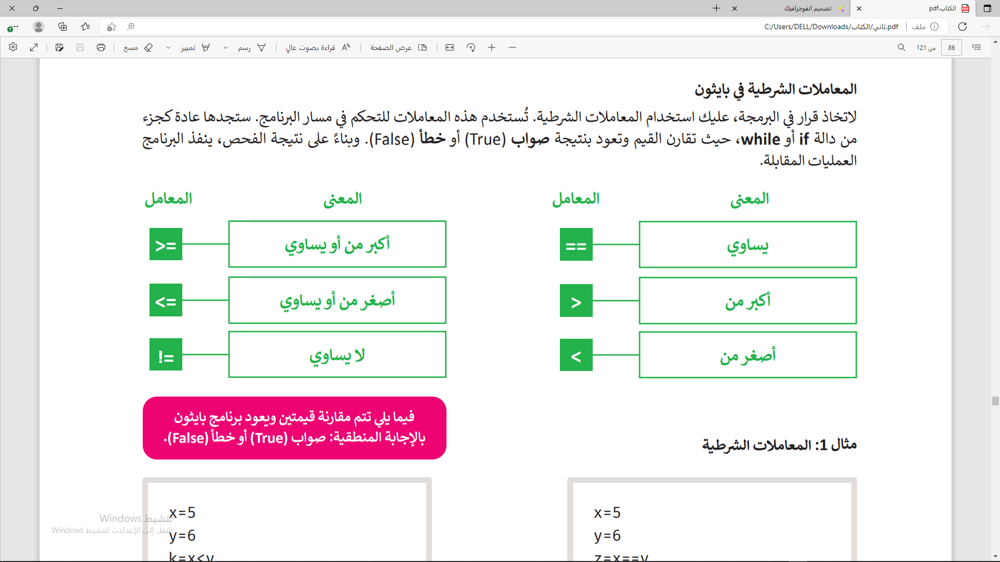 الكتاب.pdf
تصميم انفوجرافيك
ملف
C:/Users/DELL/Downloads/ثاني/الكتاب.pdf
86
من 121
عرض الصفحة
قراءة بصوت عالٍ
رسم
تمييز
مسح
المعاملات الشرطية في بايثون
لاتخاذ قرار في البرمجة، عليك استخدام المعاملات الشرطية. تُستخدم هذه المعاملات للتحكم في مسار البرنامج. ستجدها عادة كجزء
من دالة if أو while، حيث تقارن القيم وتعود بنتيجة صواب (True) أو خطأ (False). وبناءً على نتيجة الفحص، ينفذ البرنامج
العمليات المقابلة.
المعنى
المعامل
يساوي
==
أكبر من
>
أصغر من
<
المعنى
المعامل
أكبر من أو يساوي
>=
أصغر من أو يساوي
<=
لا يساوي
!=
فيما يلي تتم مقارنة قيمتين ويعود برنامج بايثون
بالإجابة المنطقية: صواب (True) أو خطأ (False).
مثال 1: المعاملات الشرطية
x=5
y=6
z=x==y
x=5
y=6
k=x<y
تنشيط Windows
انتقل إلى الإعدادت لتنشيط Windows.